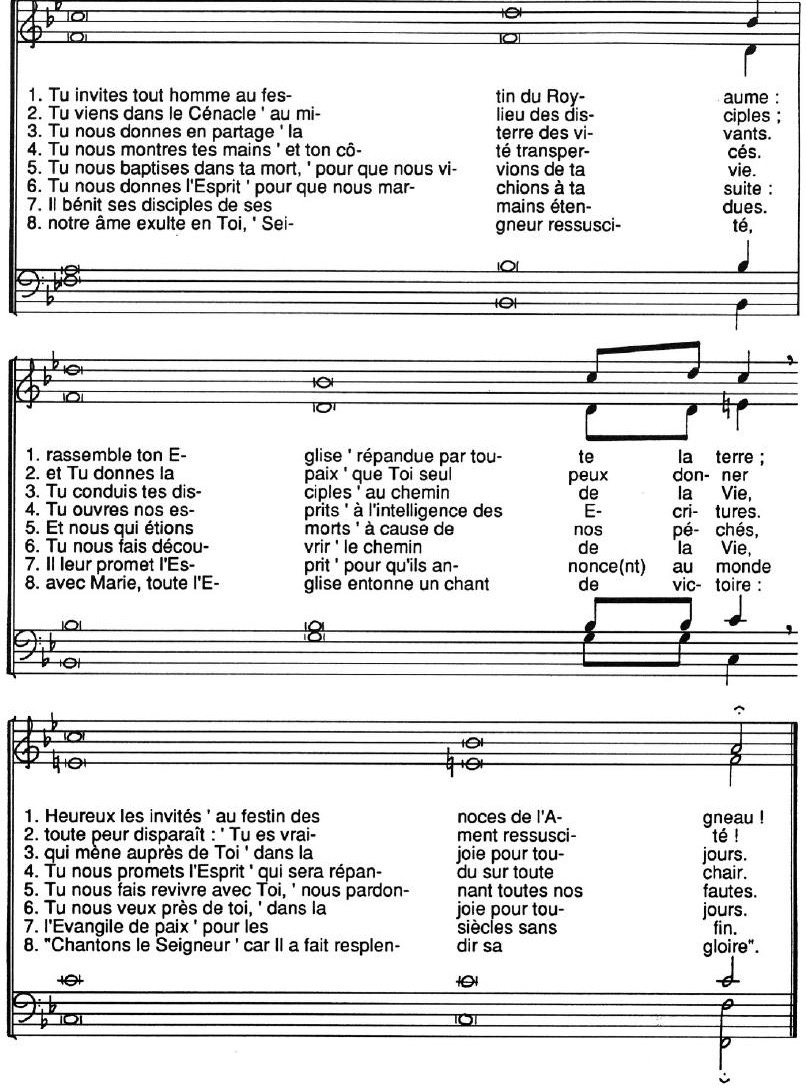 1. Tu invites tout homme au fes- tin du Roy- aume :
2. Tu viens dans le Cénacle ' au mi- lieu des dis- ciples ;
3. Tu nous donnes en partage ' la terre des vi- vants.
4. Tu nous montres tes mains ' et ton cô- té transper- cés.
5. Tu nous baptises dans ta mort, ' pour que nous vi- vions de ta vie.
6. Tu nous donnes l'Esprit ' pour que nous mar- chions à ta suite :
7. Il bénit ses disciples de ses mains éten- dues.
8. notre âme exulte en Toi, ' Sei- gneur ressusci- té,
1. rassemble ton E- glise ' répandue par tou- te la terre ;
2. et Tu donnes la paix ' que Toi seul peux don- ner
3. Tu conduis tes dis- ciples ' au chemin de la Vie,
4. Tu ouvres nos es- prits ' à l'intelligence des E- cri- tures.
5. Et nous qui étions morts ' à cause de nos pé- chés,
6. Tu nous fais décou- vrir ' le chemin de la Vie,
7. Il leur promet l'Es- prit ' pour qu'ils an- nonce(nt) au monde
8. avec Marie, toute l'E- glise entonne un chant de vic- toire :
1. Heureux les invités ' au festin des noces de l'A- gneau !
2. toute peur disparaît : ' Tu es vrai- ment ressusci- té !
3. qui mène auprès de Toi ' dans la joie pour tou- jours.
4. Tu nous promets l'Esprit ' qui sera répan- du sur toute chair.
5. Tu nous fais revivre avec Toi, ' nous pardon- nant toutes nos fautes.
6. Tu nous veux près de toi, ' dans la joie pour tou- jours.
7. l'Evangile de paix ' pour les siècles sans fin.
8. "Chantons le Seigneur ' car Il a fait resplen- dir sa gloire".